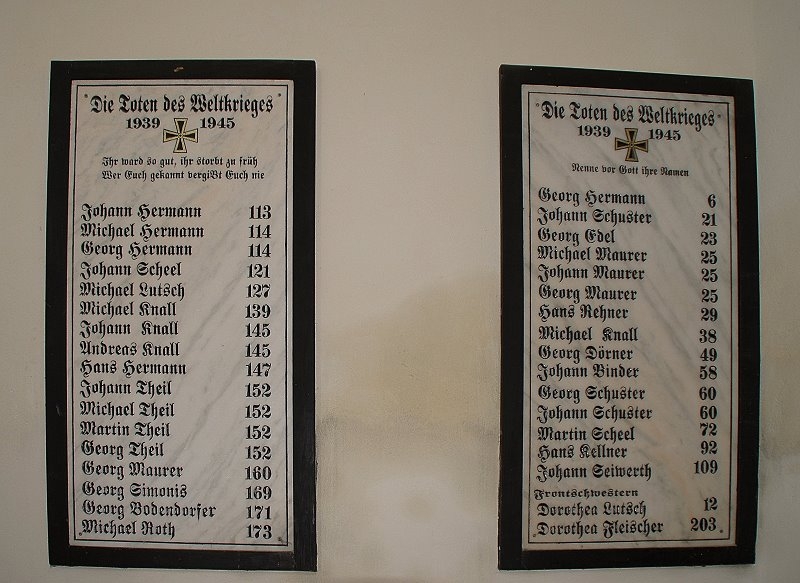 Die Toten des Weltkrieges
1939 1945
Ihr ward so gut, ihr storbt zu früh
Wer Euch gekannt vergißt Euch nie
Johann Hermann 113
Michael Hermann 114
Georg Hermann 114
Johann Scheel 121
Michael Lutsch 127
Michael Knall 139
Johann Knall 145
Andreas Knall 145
Hans Hermann 147
Johann Theil 152
Michael Theil 152
Martin Theil 152
Georg Theil 152
Georg Maurer 160
Georg Simonis 169
Georg Bodendorfer 171
Michael Roth 173
Die Toten des Weltkrieges
1939 1945
Nenne vor Gott ihre Namen
Georg Hermann 6
Johann Schuster 21
Georg Edel 23
Michael Maurer 25
Johann Maurer 25
Georg Maurer 25
Hans Rehner 29
Michael Knall 38
Georg Dörner 49
Johann Binder 58
Georg Schuster 60
Johann Schuster 60
Martin Scheel 72
Hans Kellner 92
Johann Seiwerth 109
Frontschwestern
Dorothea Lutsch 12
Dorothea Fleischer 203